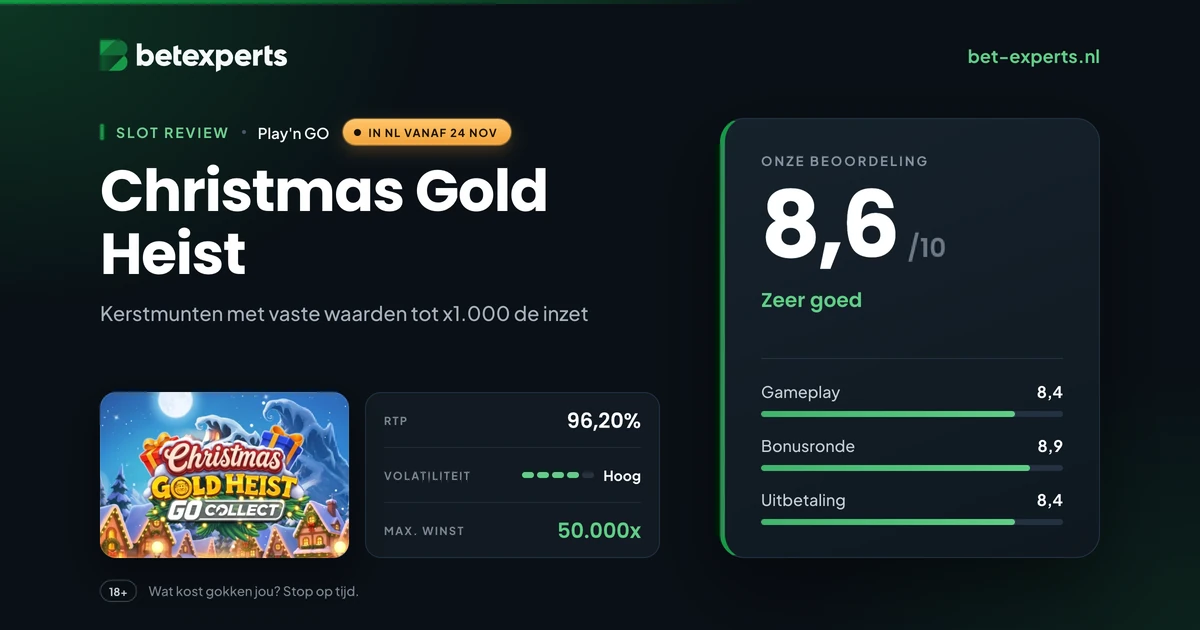 betexperts
bet-experts.nl
SLOT REVIEW • Play'n GO IN NL VANAF 24 NOV
Christmas Gold
Heist
Kerstmunten met vaste waarden tot x1.000 de inzet
Christmas
GOLD HEIST
GO COLLECT
RTP 96,20%
VOLATILITEIT Hoog
MAX. WINST 50.000x
18+ Wat kost gokken jou? Stop op tijd.
ONZE BEOORDELING
8,6 /10
Zeer goed
Gameplay 8,4
Bonusronde 8,9
Uitbetaling 8,4